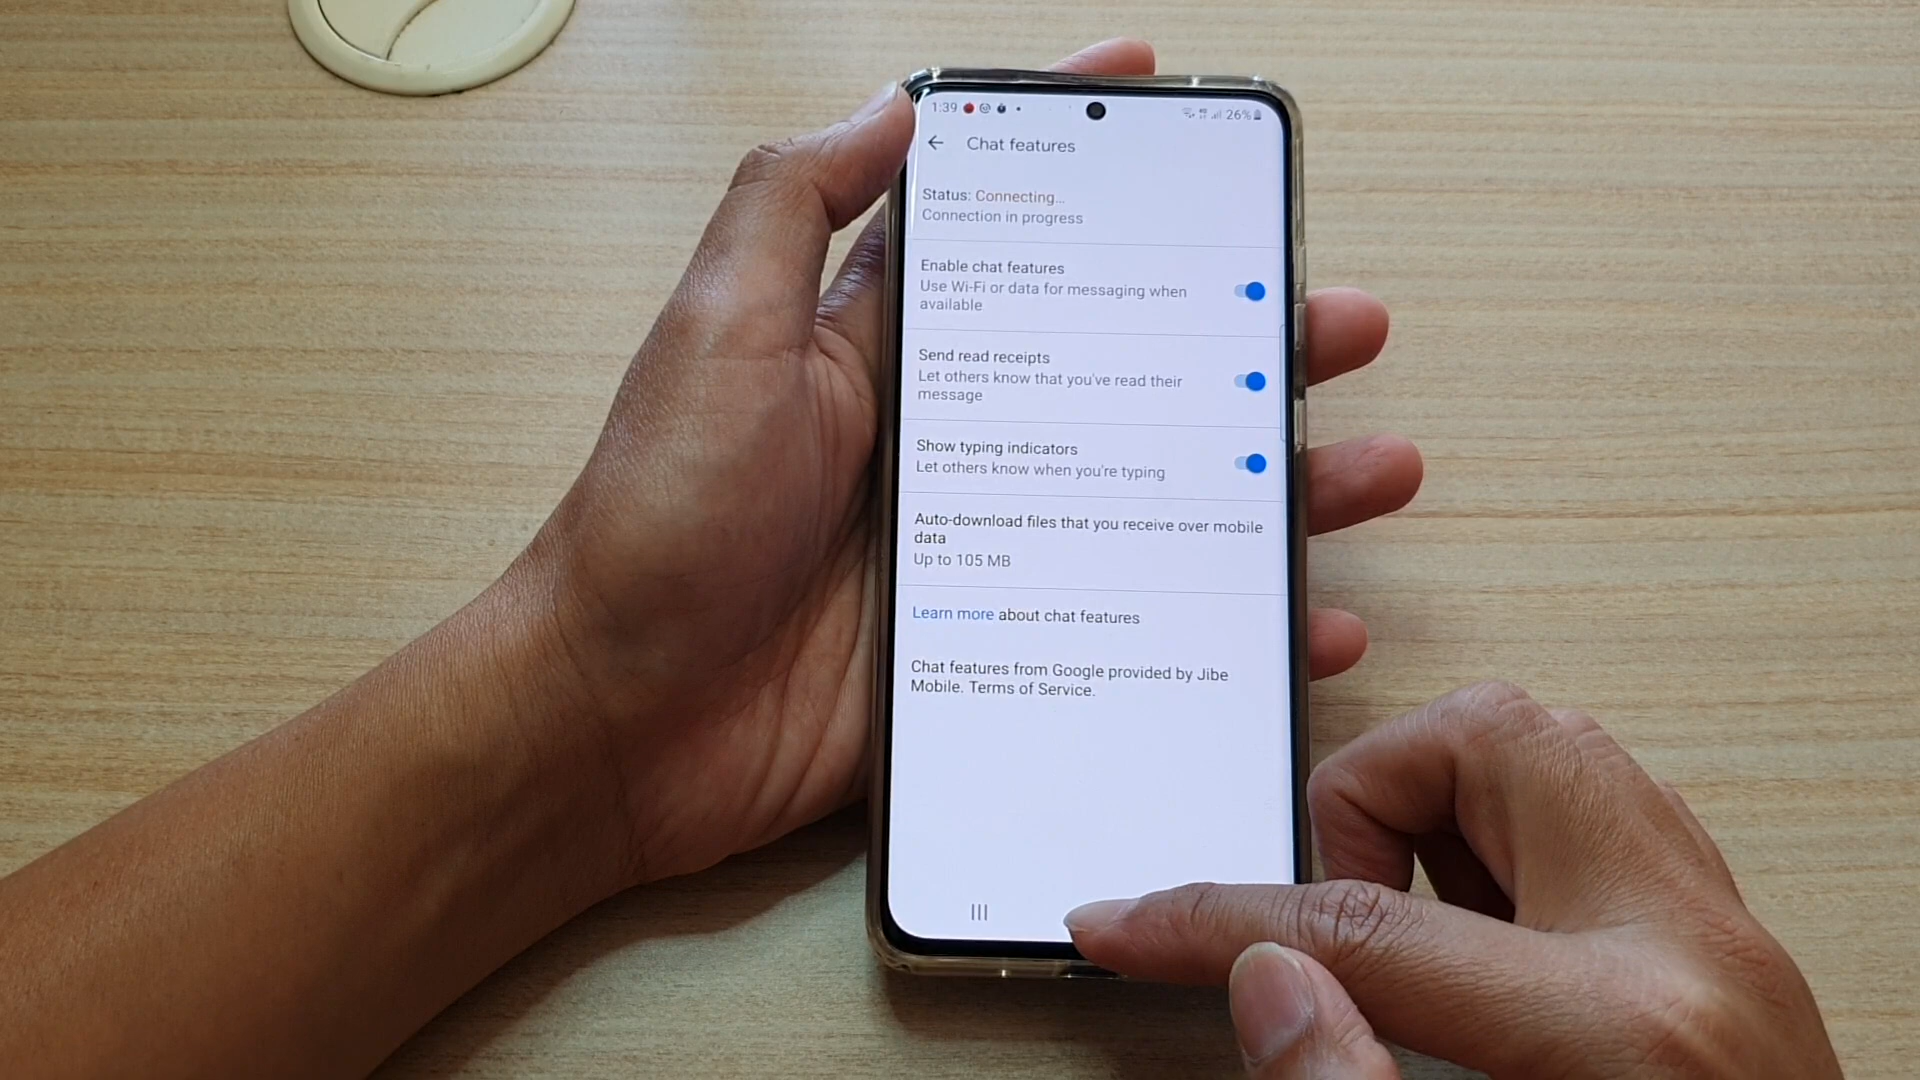 1:39 26%
Chat features
Status: Connecting...
Connection in progress
Enable chat features
Use Wi-Fi or data for messaging when
available
Send read receipts
Let others know that you've read their
message
Show typing indicators
Let others know when you're typing
Auto-download files that you receive over mobile
data
Up to 105 MB
Learn more about chat features
Chat features from Google provided by Jibe
Mobile. Terms of Service.